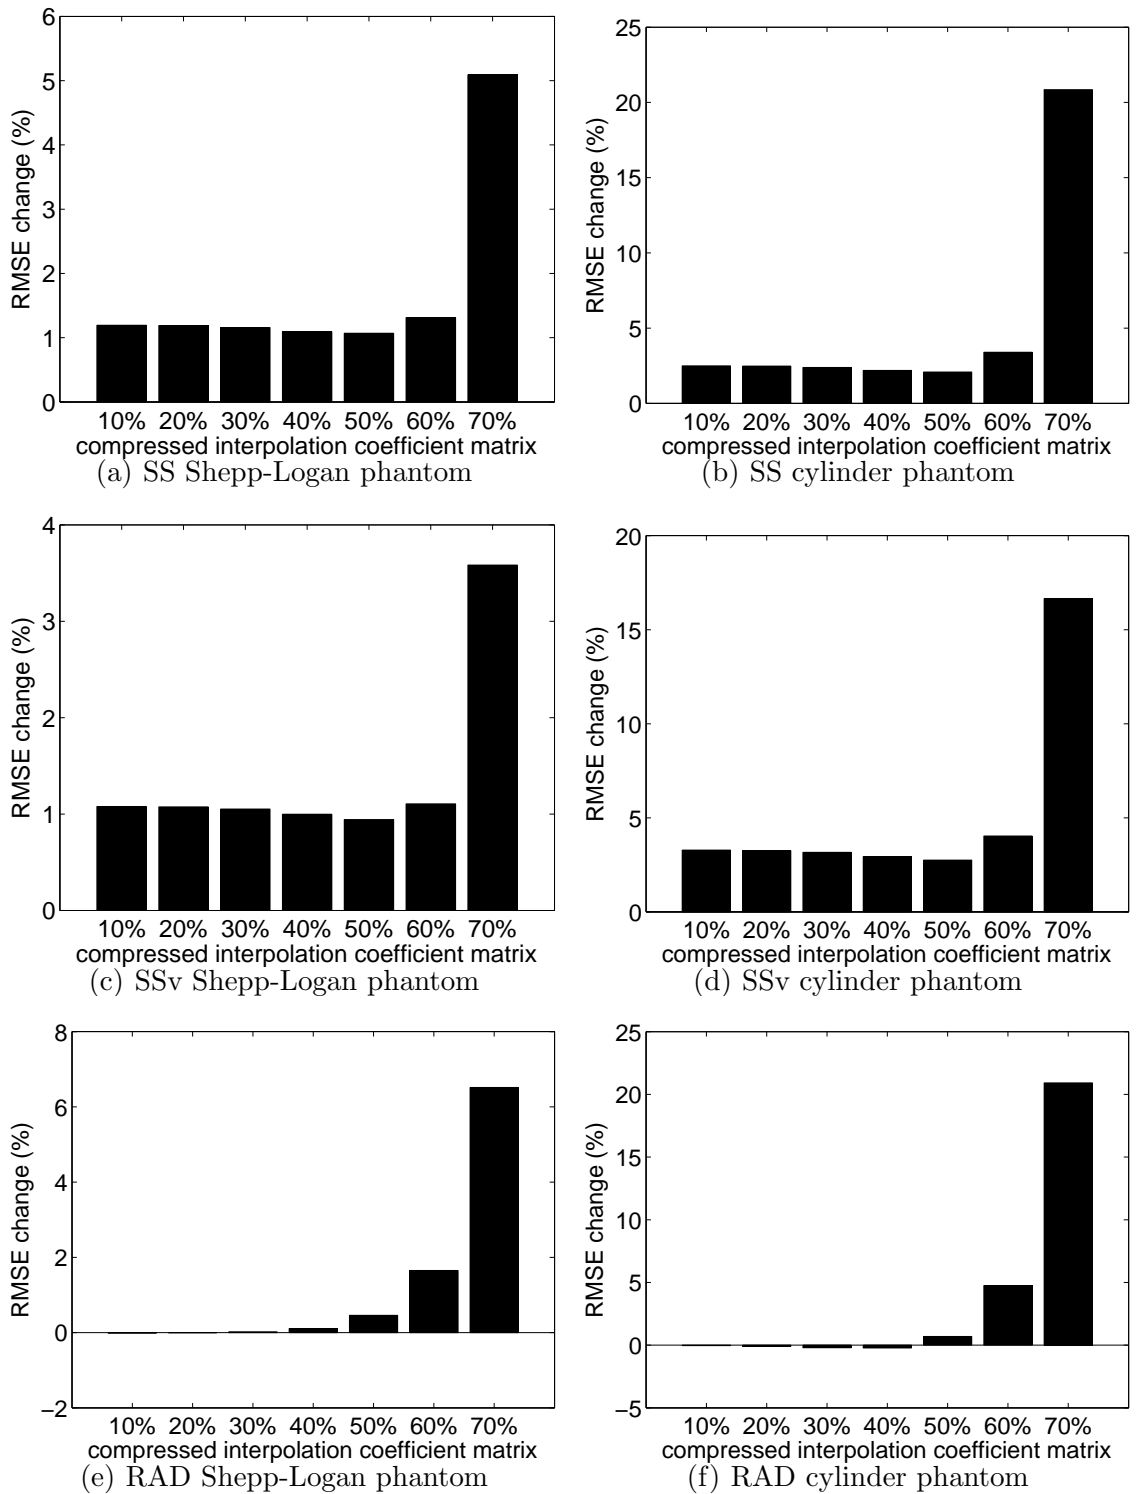 6
5
4
3
2
1
0
RMSE change (%)
10% 20% 30% 40% 50% 60% 70%
compressed interpolation coefficient matrix
(a) SS Shepp-Logan phantom
25
20
15
10
5
0
RMSE change (%)
10% 20% 30% 40% 50% 60% 70%
compressed interpolation coefficient matrix
(b) SS cylinder phantom
4
3
2
1
0
RMSE change (%)
10% 20% 30% 40% 50% 60% 70%
compressed interpolation coefficient matrix
(c) SSv Shepp-Logan phantom
20
15
10
5
0
RMSE change (%)
10% 20% 30% 40% 50% 60% 70%
compressed interpolation coefficient matrix
(d) SSv cylinder phantom
8
6
4
2
0
−2
RMSE change (%)
10% 20% 30% 40% 50% 60% 70%
compressed interpolation coefficient matrix
(e) RAD Shepp-Logan phantom
25
20
15
10
5
0
−5
RMSE change (%)
10% 20% 30% 40% 50% 60% 70%
compressed interpolation coefficient matrix
(f) RAD cylinder phantom